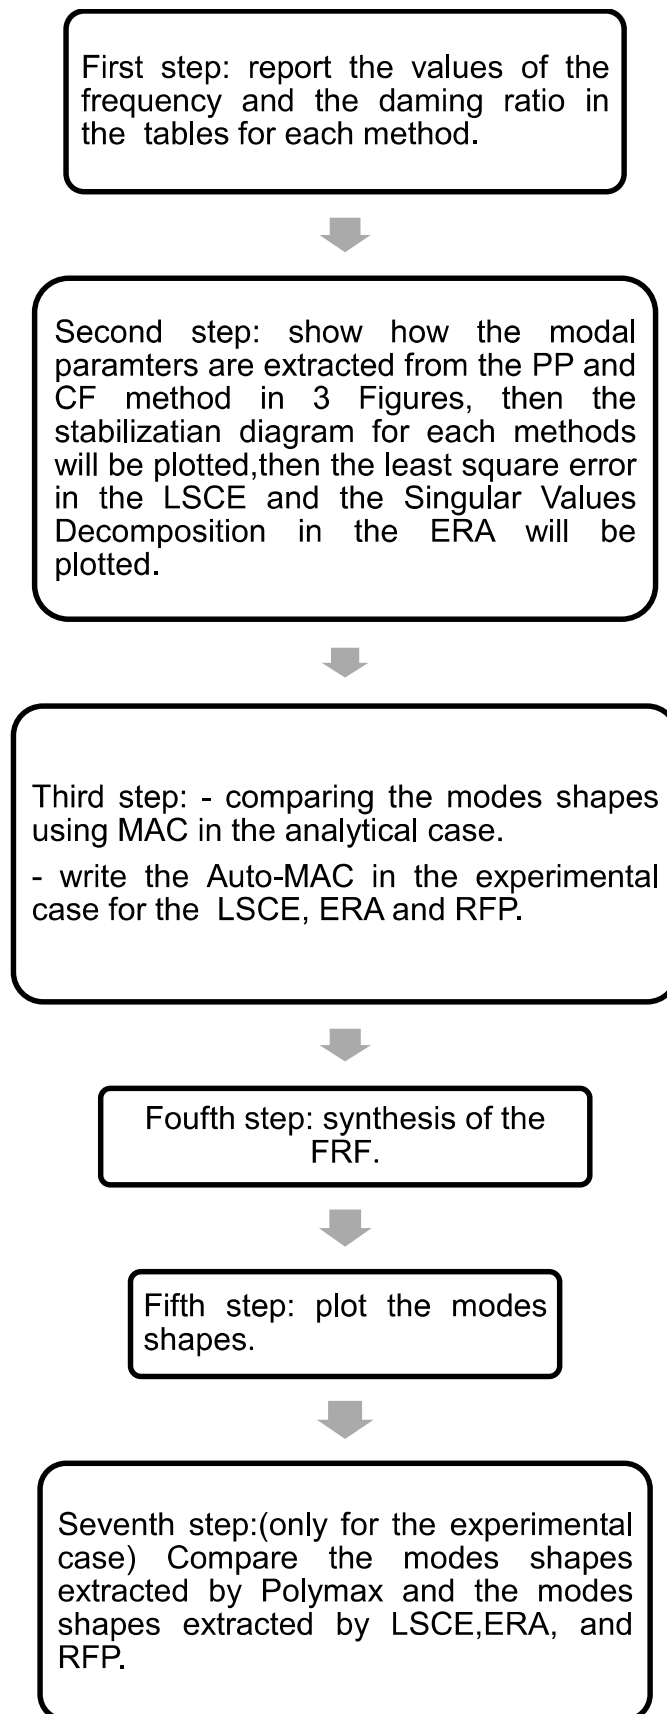 First step: report the values of the
frequency and the daming ratio in
the tables for each method.
Second step: show how the modal
paramters are extracted from the PP and
CF method in 3 Figures, then the
stabilizatian diagram for each methods
will be plotted,then the least square error
in the LSCE and the Singular Values
Decomposition in the ERA will be
plotted.
Third step: - comparing the modes shapes
using MAC in the analytical case.
- write the Auto-MAC in the experimental
case for the LSCE, ERA and RFP.
Foufth step: synthesis of the
FRF.
Fifth step: plot the modes
shapes.
Seventh step:(only for the experimental
case) Compare the modes shapes
extracted by Polymax and the modes
shapes extracted by LSCE,ERA, and
RFP.